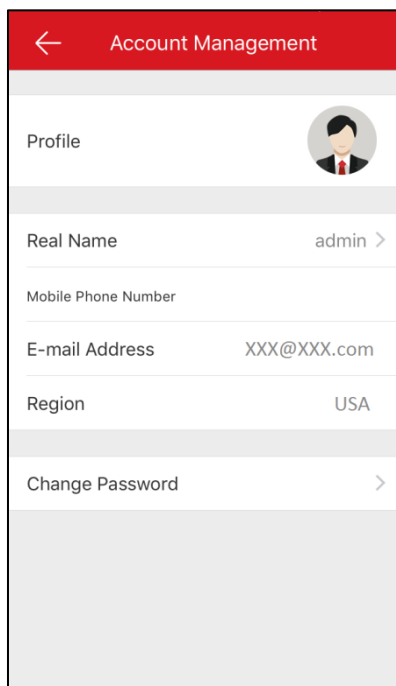 Account Management
Profile
Real Name admin
Mobile Phone Number
E-mail Address XXX@XXX.com
Region USA
Change Password